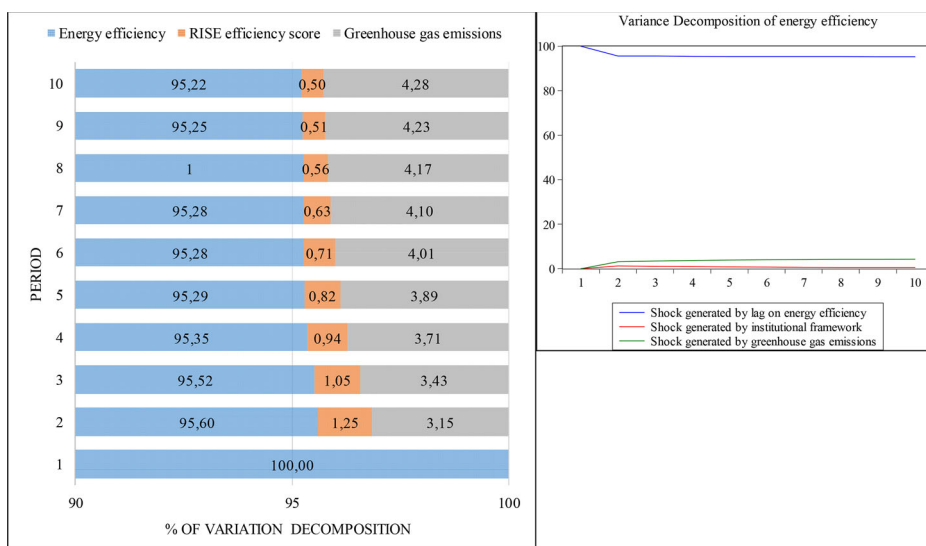 Energy efficiency RISE efficiency score Greenhouse gas emissions
10 95,22 0,50 4,28
9 95,25 0,51 4,23
8 1 0,56 4,17
7 95,28 0,63 4,10
6 95,28 0,71 4,01
5 95,29 0,82 3,89
4 95,35 0,94 3,71
3 95,52 1,05 3,43
2 95,60 1,25 3,15
1 100,00
90 95 100
PERIOD
% OF VARIATION DECOMPOSITION
Variance Decomposition of energy efficiency
100
80
60
40
20
0
1 2 3 4 5 6 7 8 9 10
Shock generated by lag on energy efficiency
Shock generated by institutional framework
Shock generated by greenhouse gas emissions